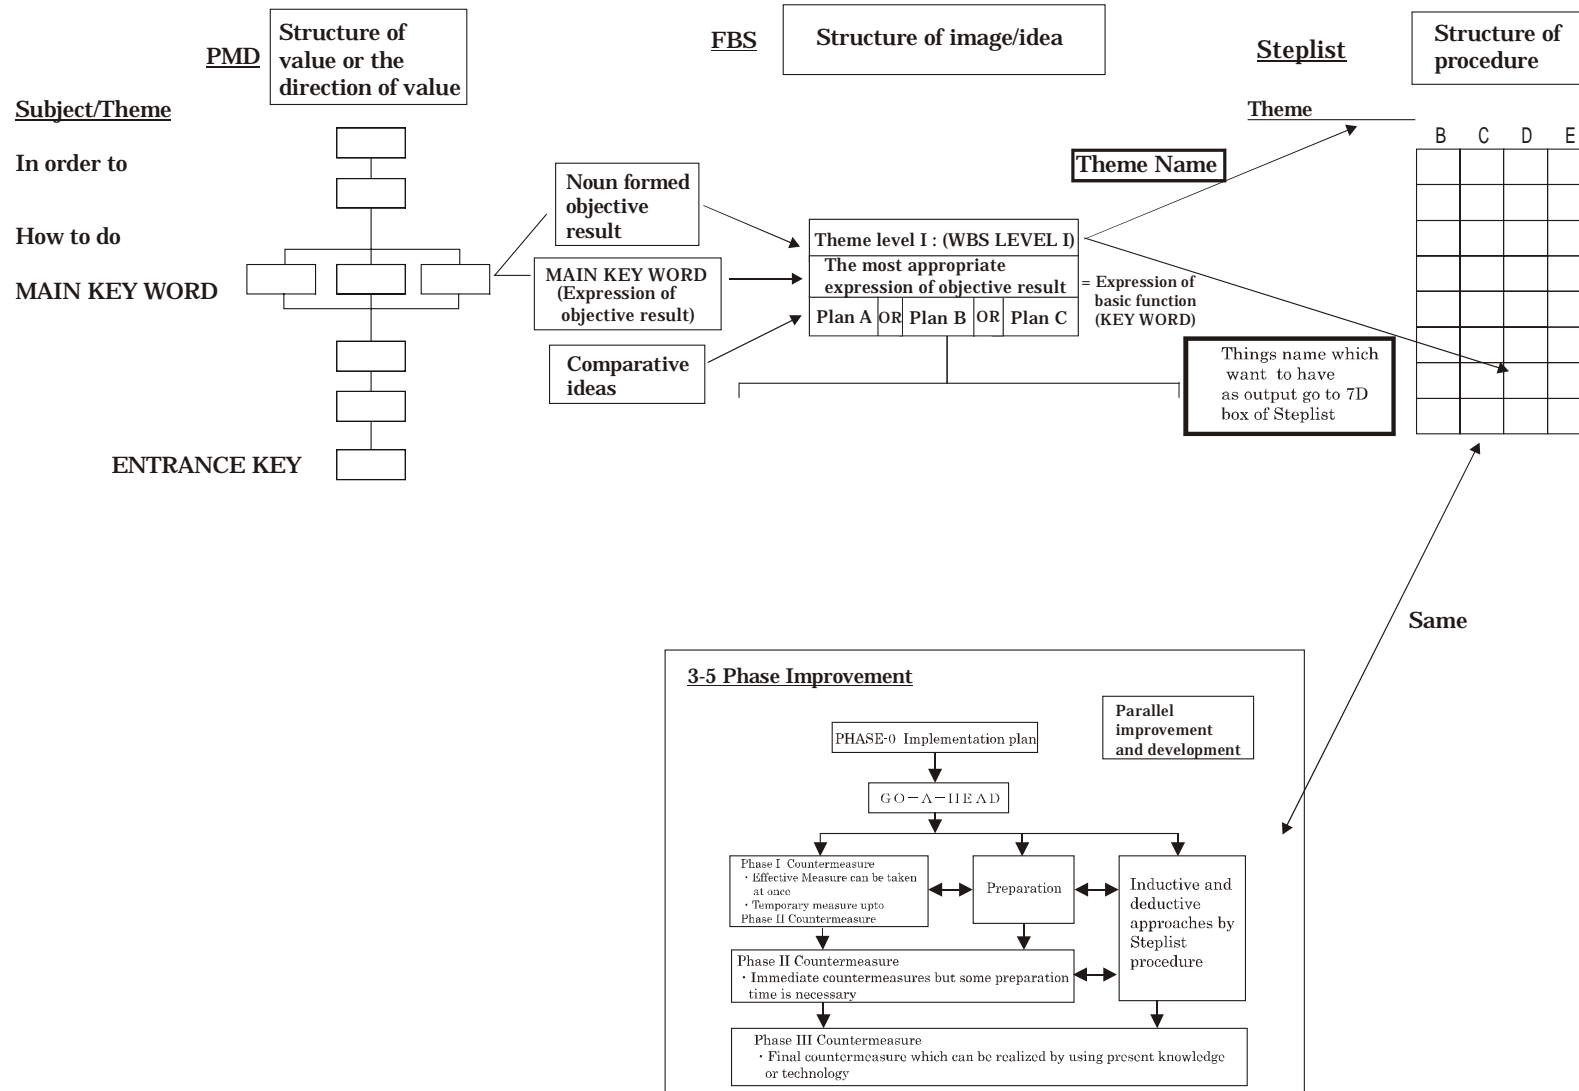 PMD
Structure of
value or the
direction of value
FBS
Structure of image/idea
Steplist
Structure of
procedure
Subject/Theme
In order to
How to do
MAIN KEY WORD
ENTRANCE KEY
Noun formed
objective
result
MAIN KEY WORD
(Expression of
objective result)
Comparative
ideas
Theme Name
Theme level I : (WBS LEVEL I)
The most appropriate
expression of objective result
Plan A OR Plan B OR Plan C
= Expression of
basic function
(KEY WORD)
Things name which
want to have
as output go to 7D
box of Steplist
Theme
B C D E
Same
3-5 Phase Improvement
Parallel
improvement
and development
PHASE-0 Implementation plan
GO-A-HEAD
Phase I Countermeasure
・Effective Measure can be taken
at once
・Temporary measure upto
Phase II Countermeasure
Preparation
Inductive and
deductive
approaches by
Steplist
procedure
Phase II Countermeasure
・Immediate countermeasures but some preparation
time is necessary
Phase III Countermeasure
・Final countermeasure which can be realized by using present knowledge
or technology